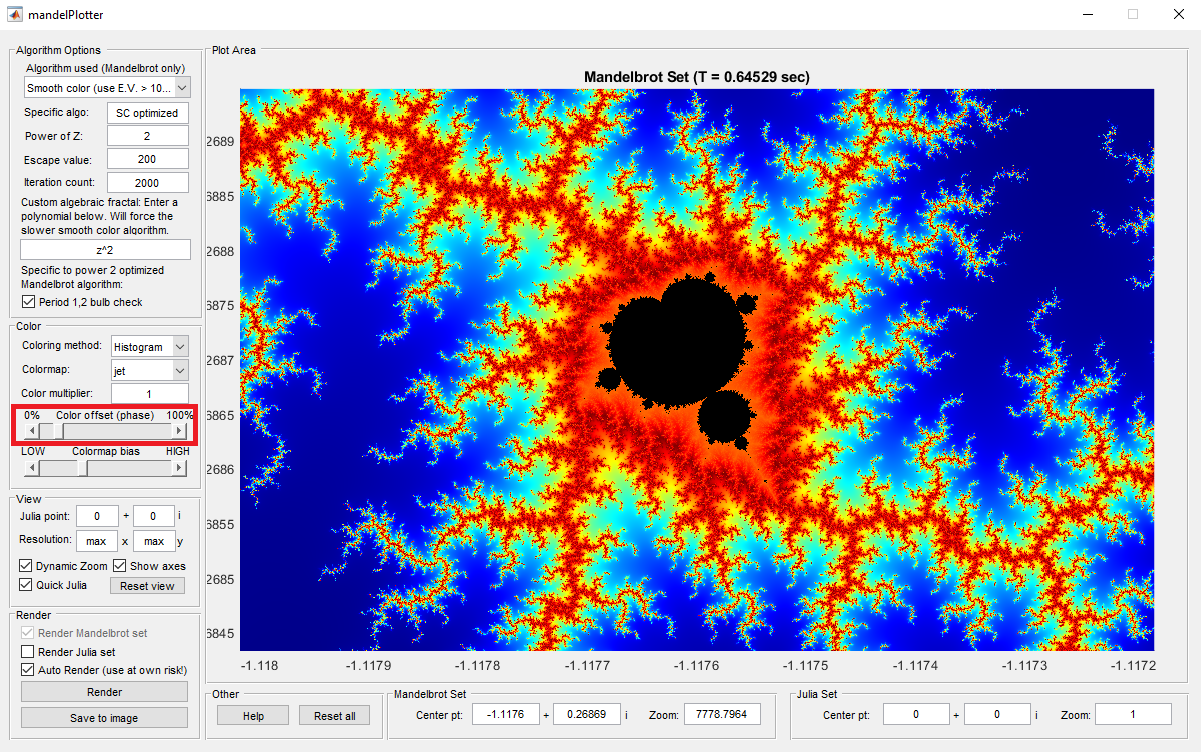 mandelPlotter
Algorithm Options
Algorithm used (Mandelbrot only)
Smooth color (use E.V. > 10...
Specific algo: SC optimized
Power of Z: 2
Escape value: 200
Iteration count: 2000
Custom algebraic fractal: Enter a
polynomial below. Will force the
slower smooth color algorithm.
z^2
Specific to power 2 optimized
Mandelbrot algorithm:
Period 1,2 bulb check
Color
Coloring method: Histogram
Colormap: jet
Color multiplier: 1
0% Color offset (phase) 100%
LOW Colormap bias HIGH
View
Julia point: 0 + 0 i
Resolution: max x max y
Dynamic Zoom Show axes
Quick Julia Reset view
Render
Render Mandelbrot set
Render Julia set
Auto Render (use at own risk!)
Render
Save to image
Plot Area
Mandelbrot Set (T = 0.64529 sec)
2689
6885
2688
6875
2687
6865
2686
6855
2685
6845
-1.118 -1.1179 -1.1178 -1.1177 -1.1176 -1.1175 -1.1174 -1.1173 -1.1172
Other
Help Reset all
Mandelbrot Set
Center pt: -1.1176 + 0.26869 i Zoom: 7778.7964
Julia Set
Center pt: 0 + 0 i Zoom: 1